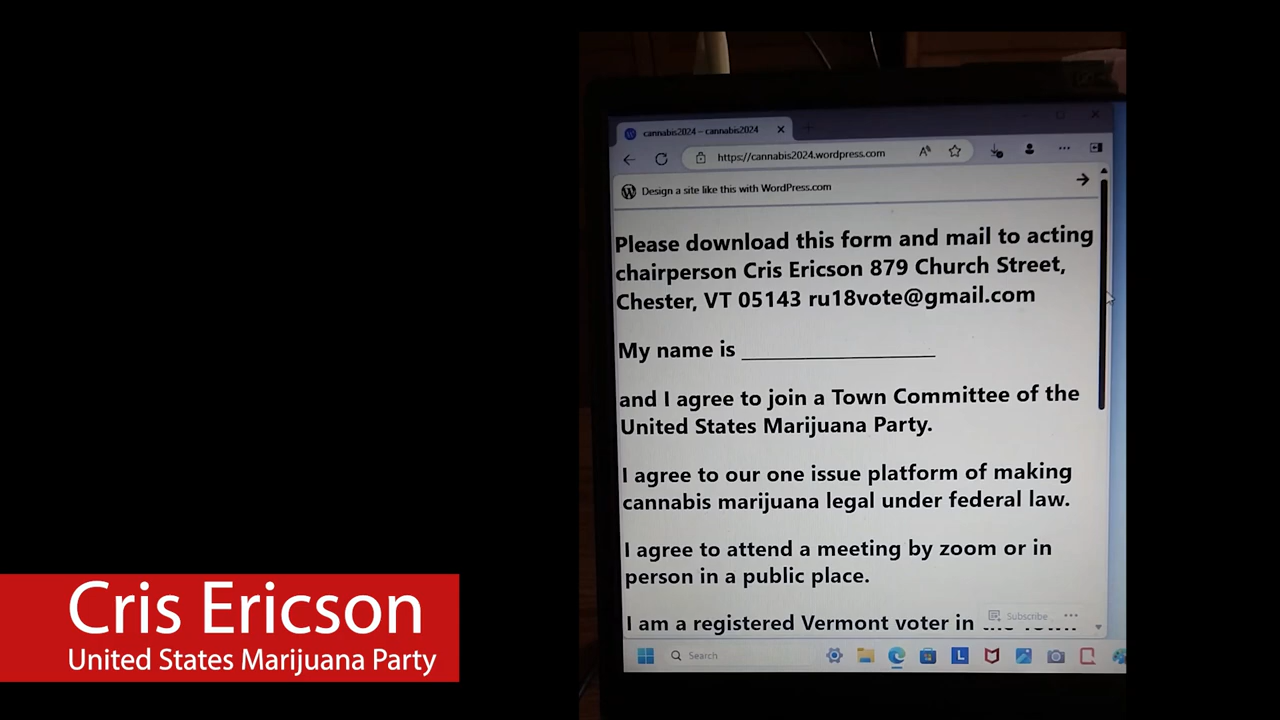 cannabis2024 – cannabis2024
https://cannabis2024.wordpress.com
Design a site like this with WordPress.com
Please download this form and mail to acting
chairperson Cris Ericson 879 Church Street,
Chester, VT 05143 ru18vote@gmail.com
My name is ________________
and I agree to join a Town Committee of the
United States Marijuana Party.
I agree to our one issue platform of making
cannabis marijuana legal under federal law.
I agree to attend a meeting by zoom or in
person in a public place.
I am a registered Vermont voter in
Subscribe
Search
Cris Ericson
United States Marijuana Party